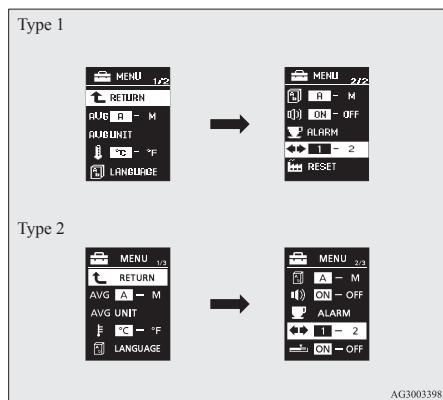 Type 1
MENU 1/2
RETURN
AVG A - M
AVG UNIT
°C - °F
LANGUAGE
MENU 2/2
A - M
ON - OFF
ALARM
1 - 2
RESET
Type 2
MENU 1/3
RETURN
AVG A - M
AVG UNIT
°C - °F
LANGUAGE
MENU 2/3
A - M
ON - OFF
ALARM
1 - 2
ON - OFF
AG3003398